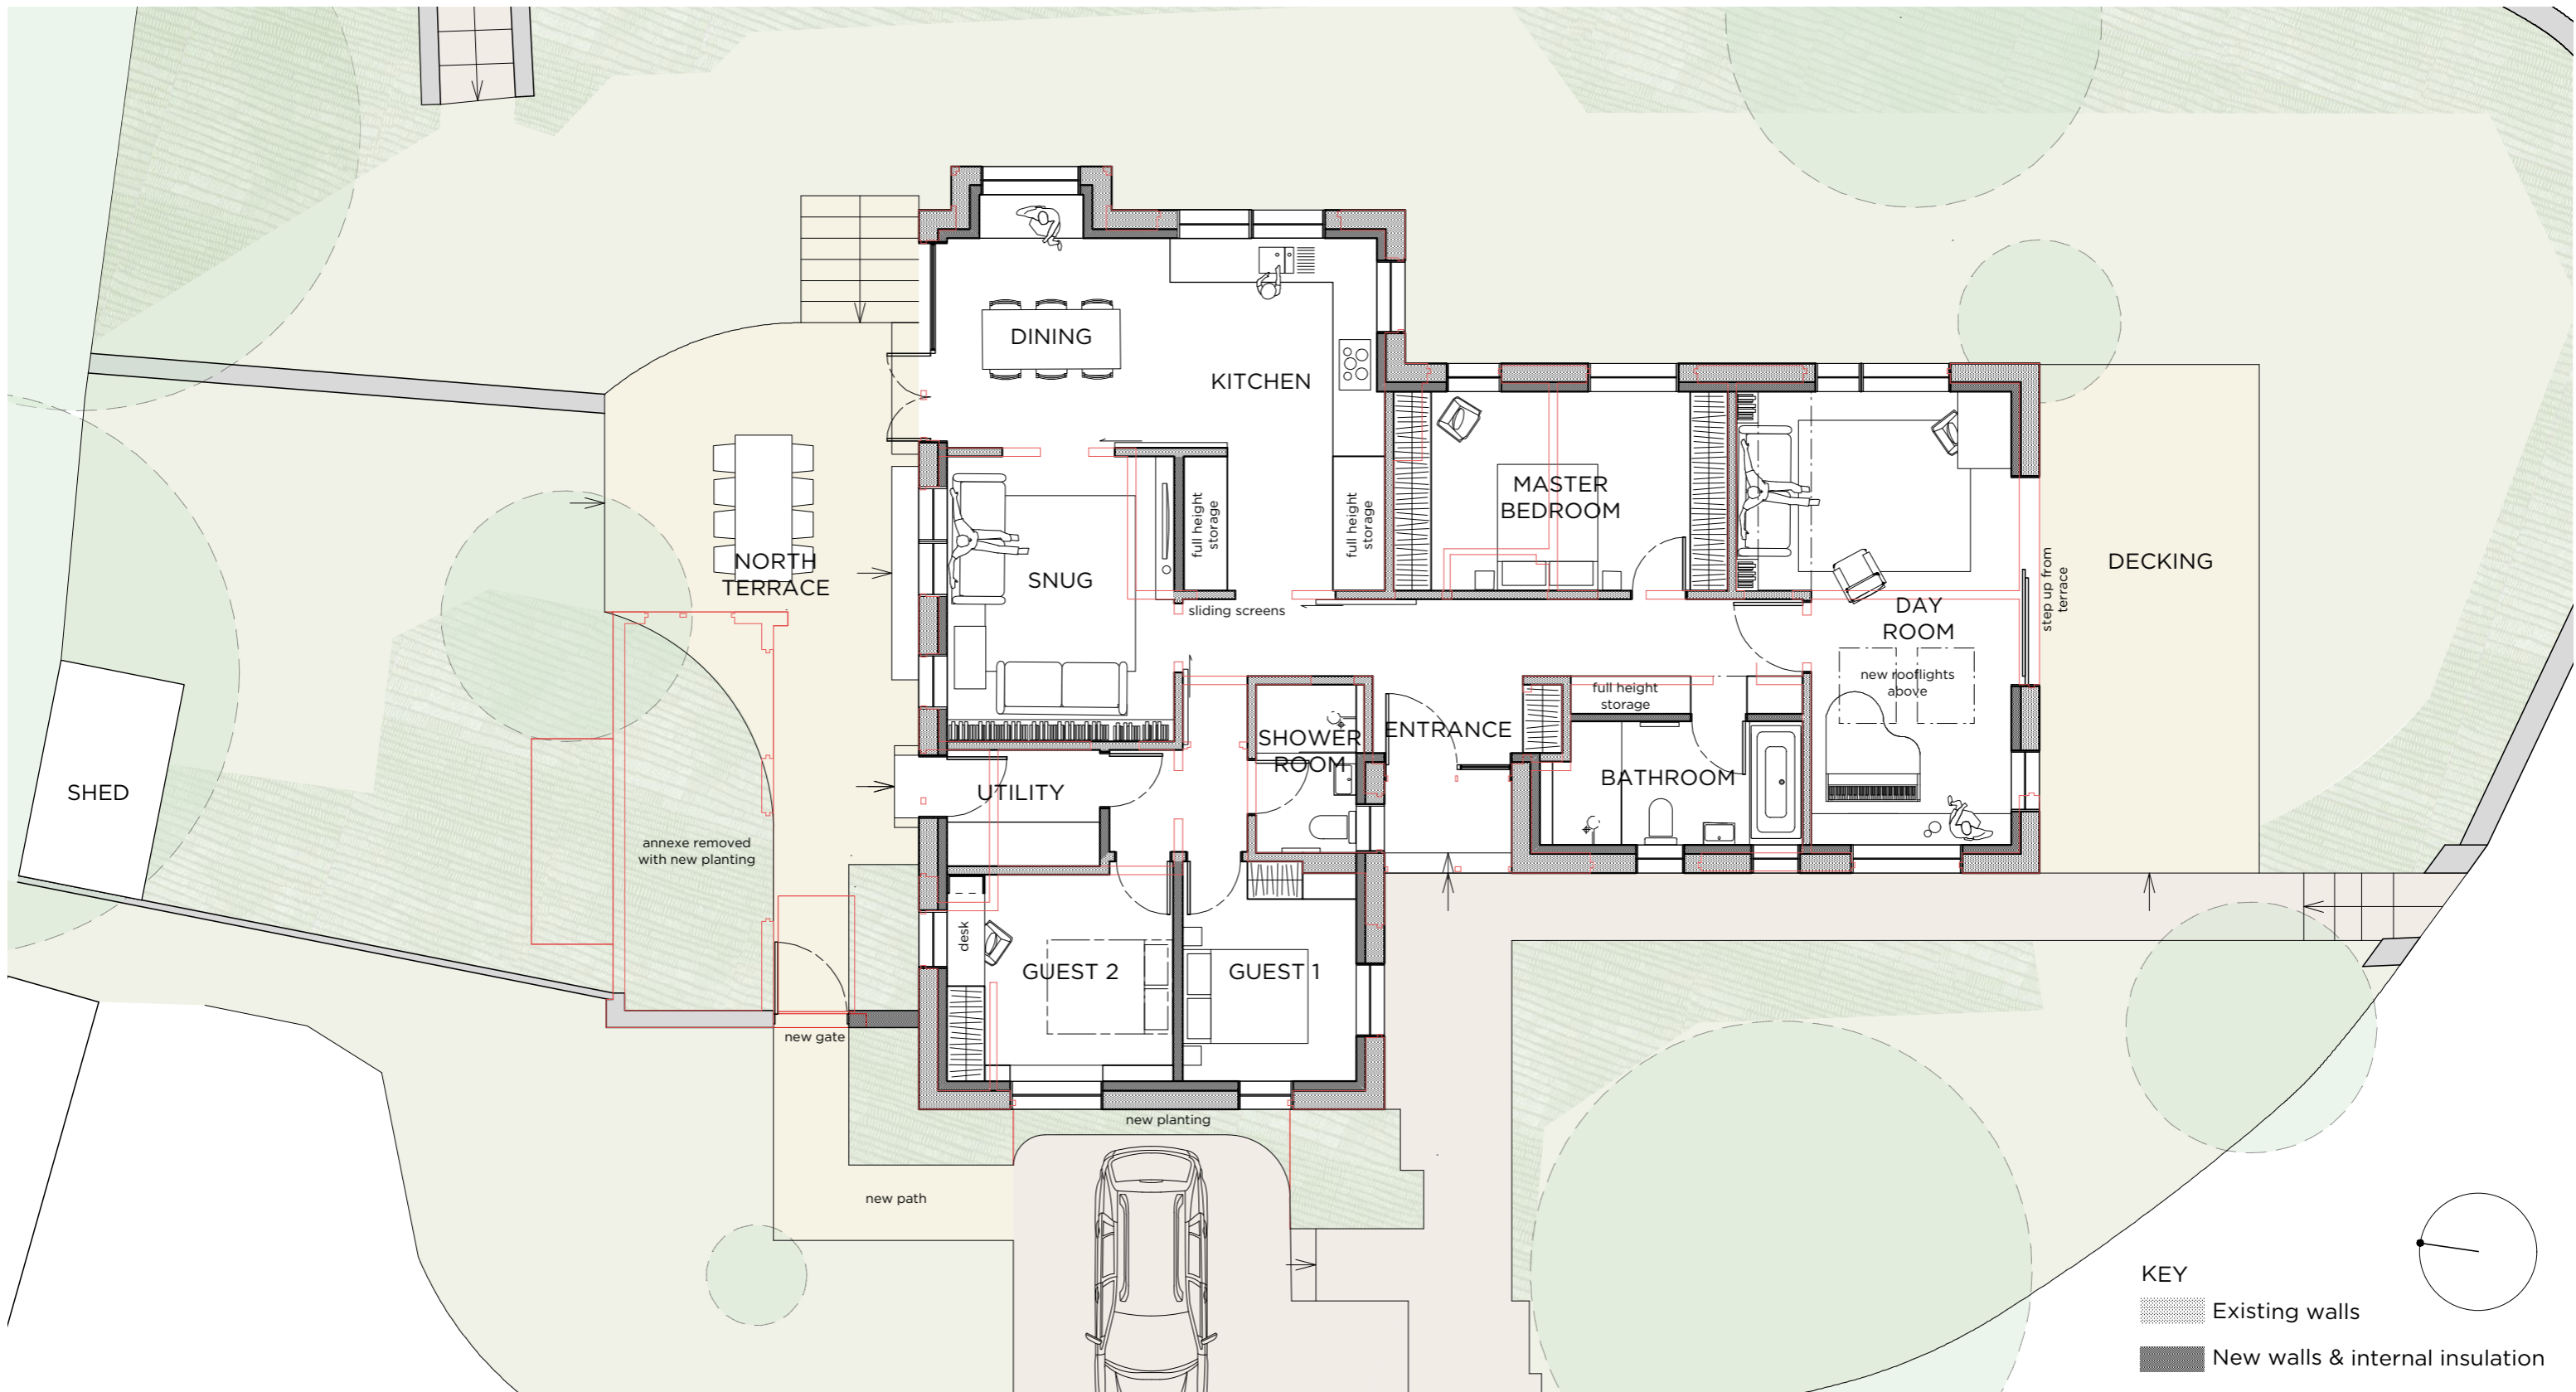 DINING
KITCHEN
MASTER
BEDROOM
full height
storage
full height
storage
NORTH
TERRACE
SNUG
sliding screens
DAY
ROOM
step up from
terrace
DECKING
new rooflights
above
full height
storage
SHOWER
ROOM
ENTRANCE
BATHROOM
UTILITY
SHED
annexe removed
with new planting
desk
GUEST 2
GUEST 1
new gate
new planting
new path
KEY
Existing walls
New walls & internal insulation